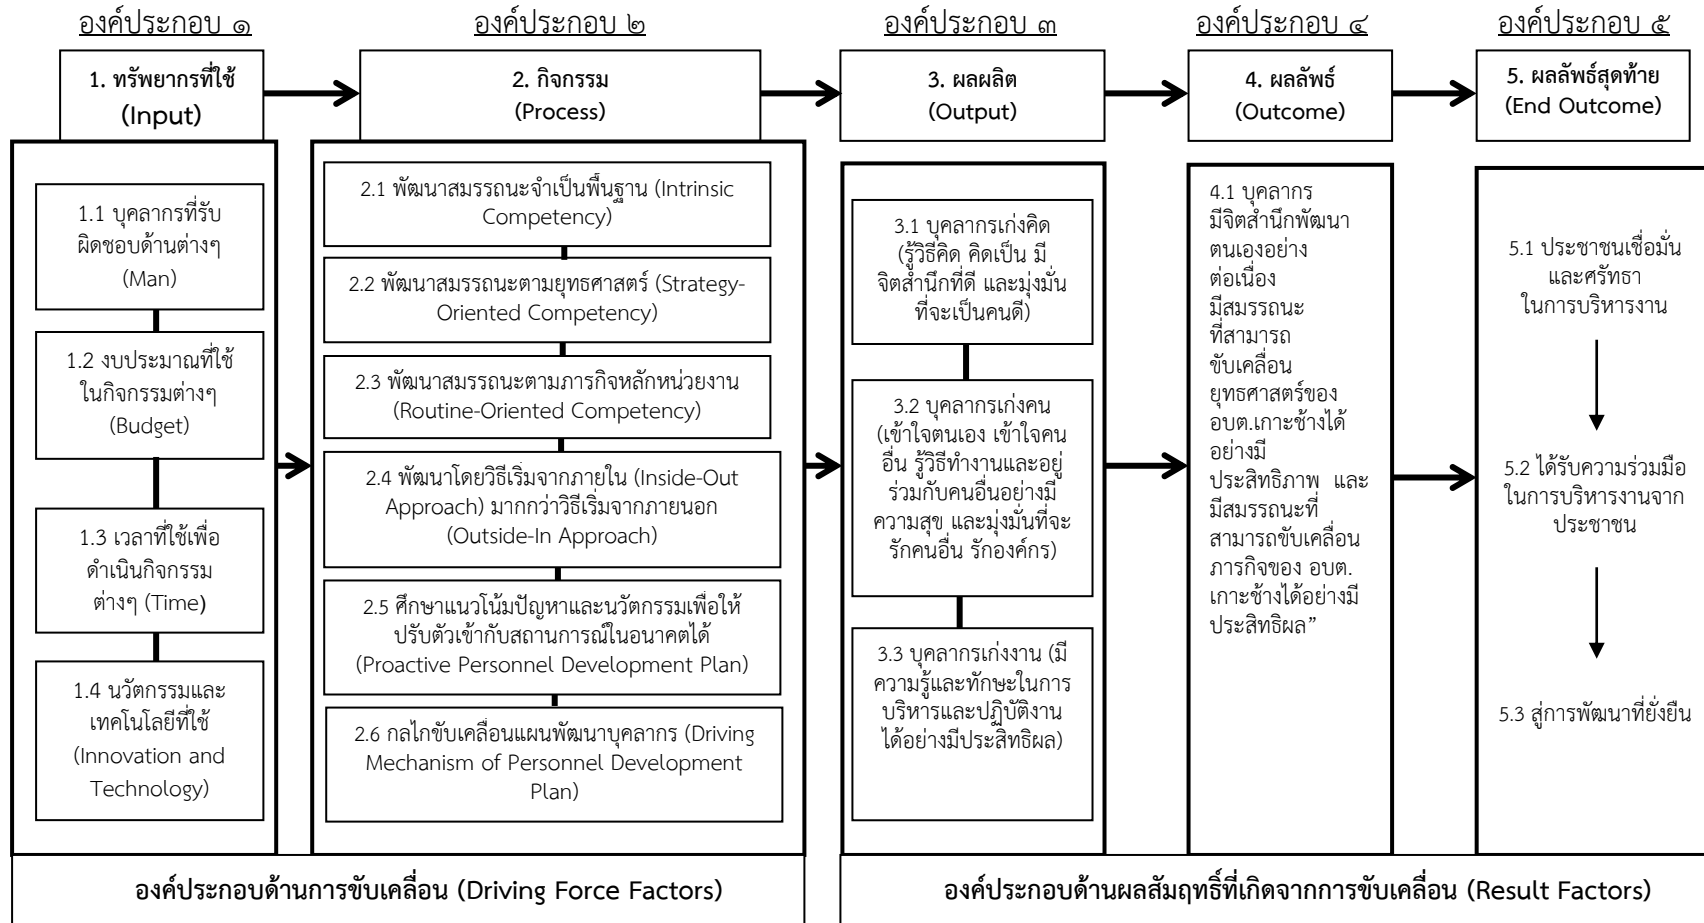 องค์ประกอบ ๑
องค์ประกอบ ๒
องค์ประกอบ ๓
องค์ประกอบ ๔
องค์ประกอบ ๕
1. ทรัพยากรที่ใช้
(Input)
2. กิจกรรม
(Process)
3. ผลผลิต
(Output)
4. ผลลัพธ์
(Outcome)
5. ผลลัพธ์สุดท้าย
(End Outcome)
1.1 บุคลากรที่รับ
ผิดชอบด้านต่างๆ
(Man)
1.2 งบประมาณที่ใช้
ในกิจกรรมต่างๆ
(Budget)
1.3 เวลาที่ใช้เพื่อ
ดำเนินกิจกรรม
ต่างๆ (Time)
1.4 นวัตกรรมและ
เทคโนโลยีที่ใช้
(Innovation and
Technology)
2.1 พัฒนาสมรรถนะจำเป็นพื้นฐาน (Intrinsic
Competency)
2.2 พัฒนาสมรรถนะตามยุทธศาสตร์ (Strategy-
Oriented Competency)
2.3 พัฒนาสมรรถนะตามภารกิจหลักหน่วยงาน
(Routine-Oriented Competency)
2.4 พัฒนาโดยวิธีเริ่มจากภายใน (Inside-Out
Approach) มากกว่าวิธีเริ่มจากภายนอก
(Outside-In Approach)
2.5 ศึกษาแนวโน้มปัญหาและนวัตกรรมเพื่อให้
ปรับตัวเข้ากับสถานการณ์ในอนาคตได้
(Proactive Personnel Development Plan)
2.6 กลไกขับเคลื่อนแผนพัฒนาบุคลากร (Driving
Mechanism of Personnel Development
Plan)
3.1 บุคลากรเก่งคิด
(รู้วิธีคิด คิดเป็น มี
จิตสำนึกที่ดี และมุ่งมั่น
ที่จะเป็นคนดี)
3.2 บุคลากรเก่งคน
(เข้าใจตนเอง เข้าใจคน
อื่น รู้วิธีทำงานและอยู่
ร่วมกับคนอื่นอย่างมี
ความสุข และมุ่งมั่นที่จะ
รักคนอื่น รักองค์กร)
3.3 บุคลากรเก่งงาน (มี
ความรู้และทักษะในการ
บริหารและปฏิบัติงาน
ได้อย่างมีประสิทธิผล)
4.1 บุคลากร
มีจิตสำนึกพัฒนา
ตนเองอย่าง
ต่อเนื่อง
มีสมรรถนะ
ที่สามารถ
ขับเคลื่อน
ยุทธศาสตร์ของ
อบต.เกาะช้างได้
อย่างมี
ประสิทธิภาพ และ
มีสมรรถนะที่
สามารถขับเคลื่อน
ภารกิจของ อบต.
เกาะช้างได้อย่างมี
ประสิทธิผล”
5.1 ประชาชนเชื่อมั่น
และศรัทธา
ในการบริหารงาน
5.2 ได้รับความร่วมมือ
ในการบริหารงานจาก
ประชาชน
5.3 สู่การพัฒนาที่ยั่งยืน
องค์ประกอบด้านการขับเคลื่อน (Driving Force Factors)
องค์ประกอบด้านผลสัมฤทธิ์ที่เกิดจากการขับเคลื่อน (Result Factors)